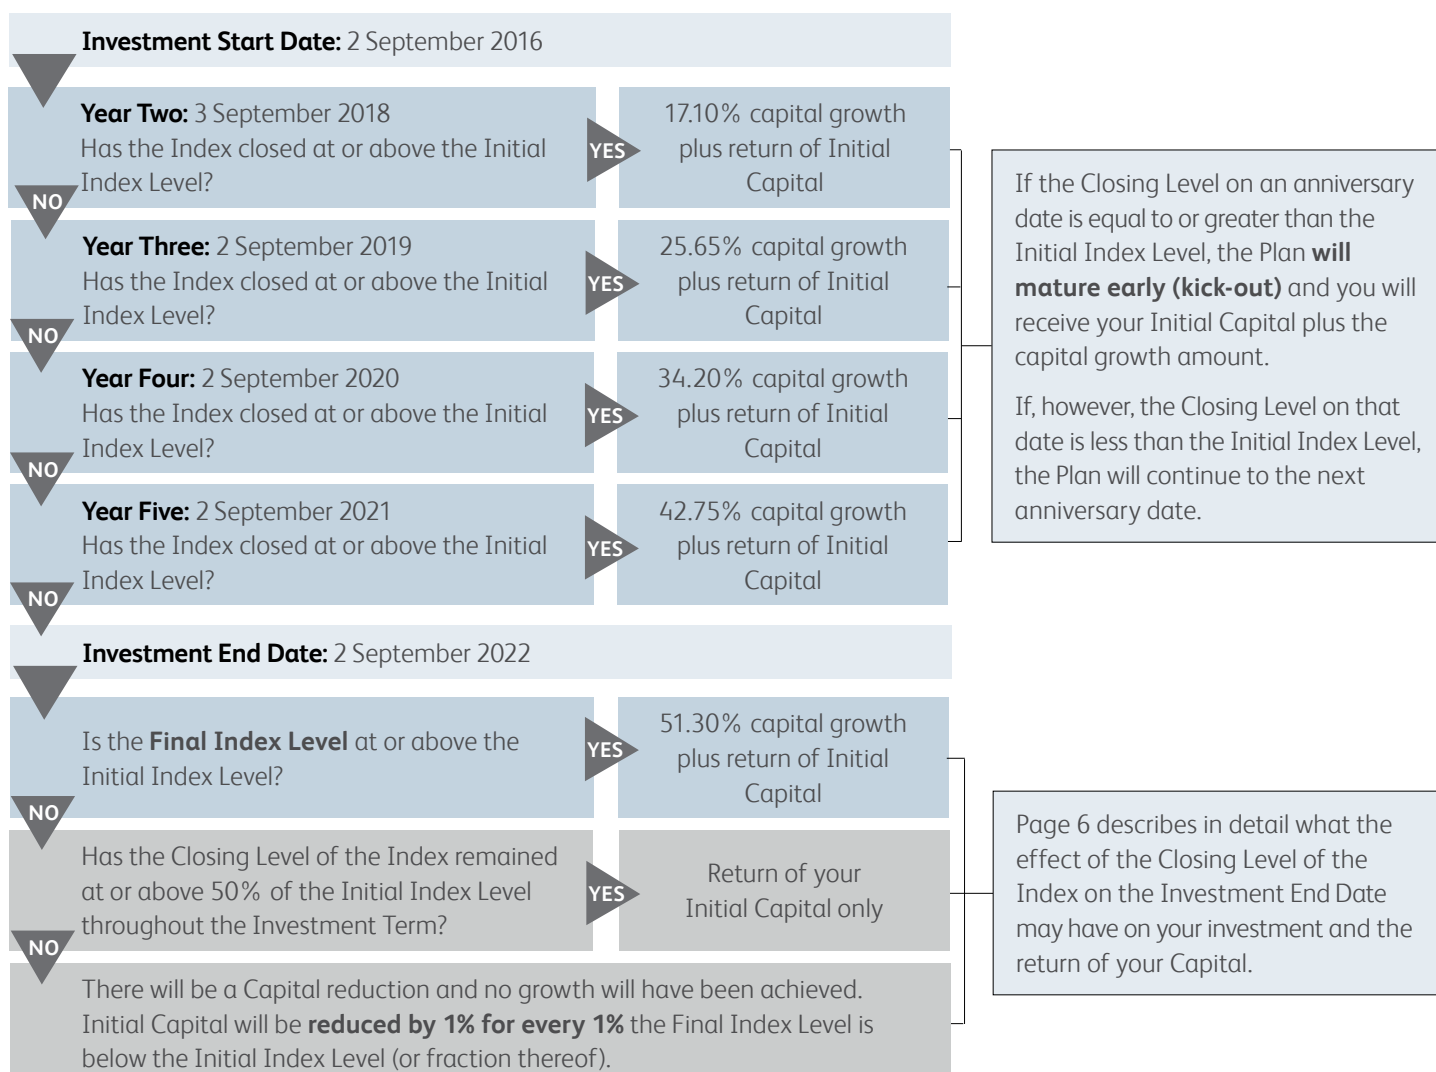 Investment Start Date: 2 September 2016
Year Two: 3 September 2018
Has the Index closed at or above the Initial
Index Level?
YES
17.10% capital growth
plus return of Initial
Capital
NO
Year Three: 2 September 2019
Has the Index closed at or above the Initial
Index Level?
YES
25.65% capital growth
plus return of Initial
Capital
NO
Year Four: 2 September 2020
Has the Index closed at or above the Initial
Index Level?
YES
34.20% capital growth
plus return of Initial
Capital
NO
Year Five: 2 September 2021
Has the Index closed at or above the Initial
Index Level?
YES
42.75% capital growth
plus return of Initial
Capital
NO
If the Closing Level on an anniversary
date is equal to or greater than the
Initial Index Level, the Plan will
mature early (kick-out) and you will
receive your Initial Capital plus the
capital growth amount.
If, however, the Closing Level on that
date is less than the Initial Index Level,
the Plan will continue to the next
anniversary date.
Investment End Date: 2 September 2022
Is the Final Index Level at or above the
Initial Index Level?
YES
51.30% capital growth
plus return of Initial
Capital
NO
Has the Closing Level of the Index remained
at or above 50% of the Initial Index Level
throughout the Investment Term?
YES
Return of your
Initial Capital only
NO
There will be a Capital reduction and no growth will have been achieved.
Initial Capital will be reduced by 1% for every 1% the Final Index Level is
below the Initial Index Level (or fraction thereof).
Page 6 describes in detail what the
effect of the Closing Level of the
Index on the Investment End Date
may have on your investment and the
return of your Capital.